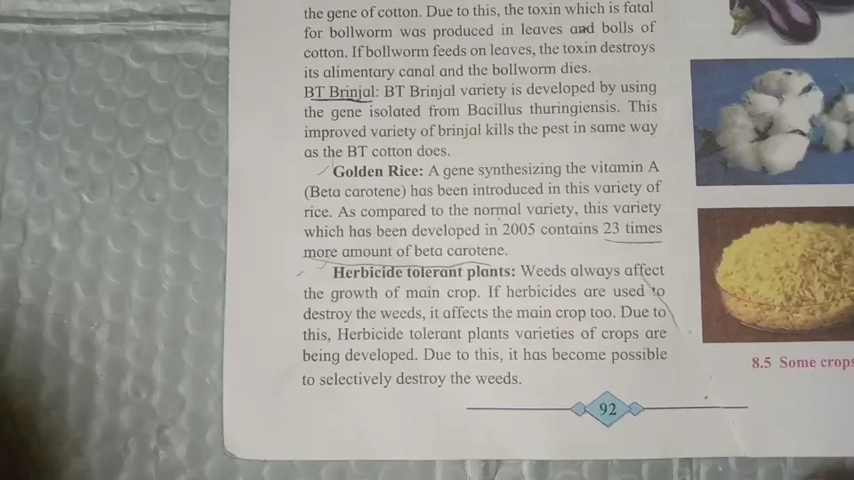 the gene of cotton. Due to this, the toxin which is fatal
for bollworm was produced in leaves and bolls of
cotton. If bollworm feeds on leaves, the toxin destroys
its alimentary canal and the bollworm dies.
BT Brinjal: BT Brinjal variety is developed by using
the gene isolated from Bacillus thuringiensis. This
improved variety of brinjal kills the pest in same way
as the BT cotton does.
Golden Rice: A gene synthesizing the vitamin A
(Beta carotene) has been introduced in this variety of
rice. As compared to the normal variety, this variety
which has been developed in 2005 contains 23 times
more amount of beta carotene.
Herbicide tolerant plants: Weeds always affect
the growth of main crop. If herbicides are used to
destroy the weeds, it affects the main crop too. Due to
this, Herbicide tolerant plants varieties of crops are
being developed. Due to this, it has become possible
to selectively destroy the weeds.
8.5 Some crops
92